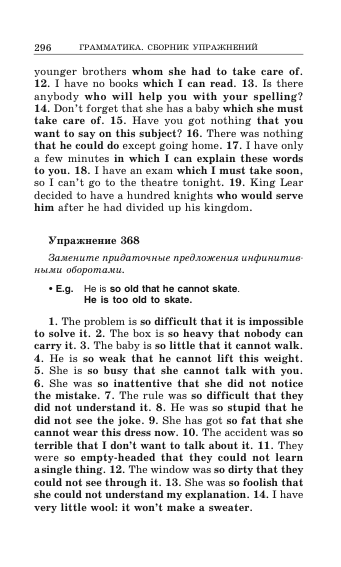 296 ГРАММАТИКА. СБОРНИК УПРАЖНЕНИЙ
younger brothers whom she had to take care of.
12. I have no books which I can read. 13. Is there
anybody who will help you with your spelling?
14. Don't forget that she has a baby which she must
take care of. 15. Have you got nothing that you
want to say on this subject? 16. There was nothing
that he could do except going home. 17. I have only
a few minutes in which I can explain these words
to you. 18. I have an exam which I must take soon,
so I can't go to the theatre tonight. 19. King Lear
decided to have a hundred knights who would serve
him after he had divided up his kingdom.
Упражнение 368
Замените придаточные предложения инфинитив-
ными оборотами.
• E.g. He is so old that he cannot skate.
He is too old to skate.
1. The problem is so difficult that it is impossible
to solve it. 2. The box is so heavy that nobody can
carry it. 3. The baby is so little that it cannot walk.
4. He is so weak that he cannot lift this weight.
5. She is so busy that she cannot talk with you.
6. She was so inattentive that she did not notice
the mistake. 7. The rule was so difficult that they
did not understand it. 8. He was so stupid that he
did not see the joke. 9. She has got so fat that she
cannot wear this dress now. 10. The accident was so
terrible that I don't want to talk about it. 11. They
were so empty-headed that they could not learn
a single thing. 12. The window was so dirty that they
could not see through it. 13. She was so foolish that
she could not understand my explanation. 14. I have
very little wool: it won't make a sweater.